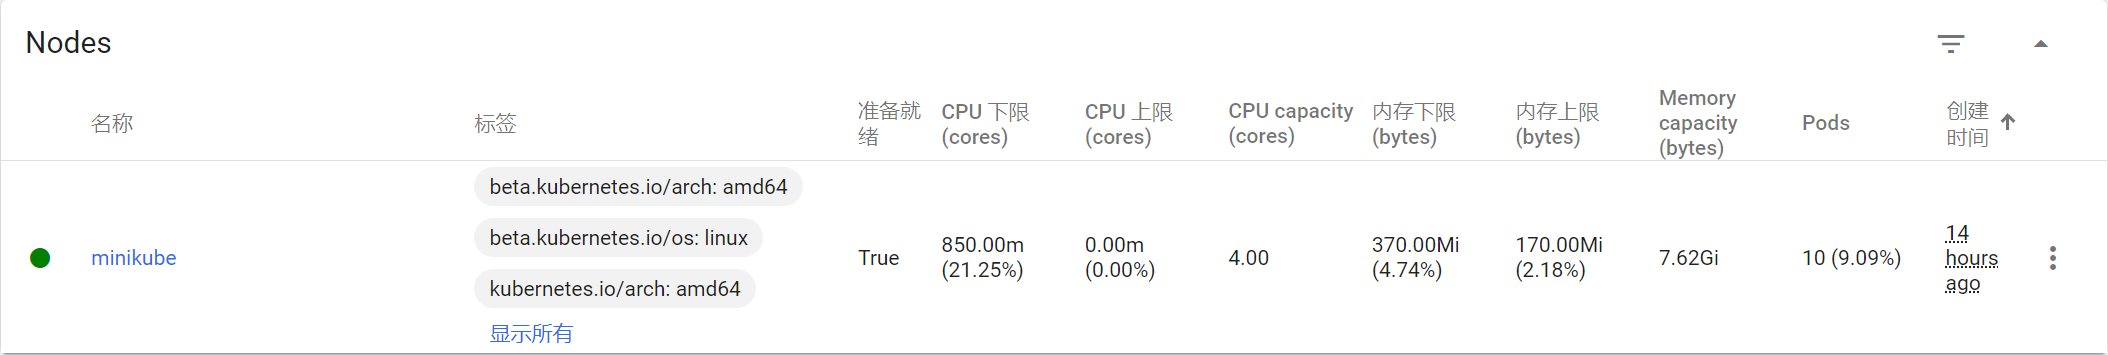 Nodes
名称
标签
准备就绪
CPU 下限 (cores)
CPU 上限 (cores)
CPU capacity (cores)
内存下限 (bytes)
内存上限 (bytes)
Memory capacity (bytes)
Pods
创建时间
minikube
beta.kubernetes.io/arch: amd64
beta.kubernetes.io/os: linux
kubernetes.io/arch: amd64
显示所有
True
850.00m
(21.25%)
0.00m
(0.00%)
4.00
370.00Mi
(4.74%)
170.00Mi
(2.18%)
7.62Gi
10 (9.09%)
14
hours
ago